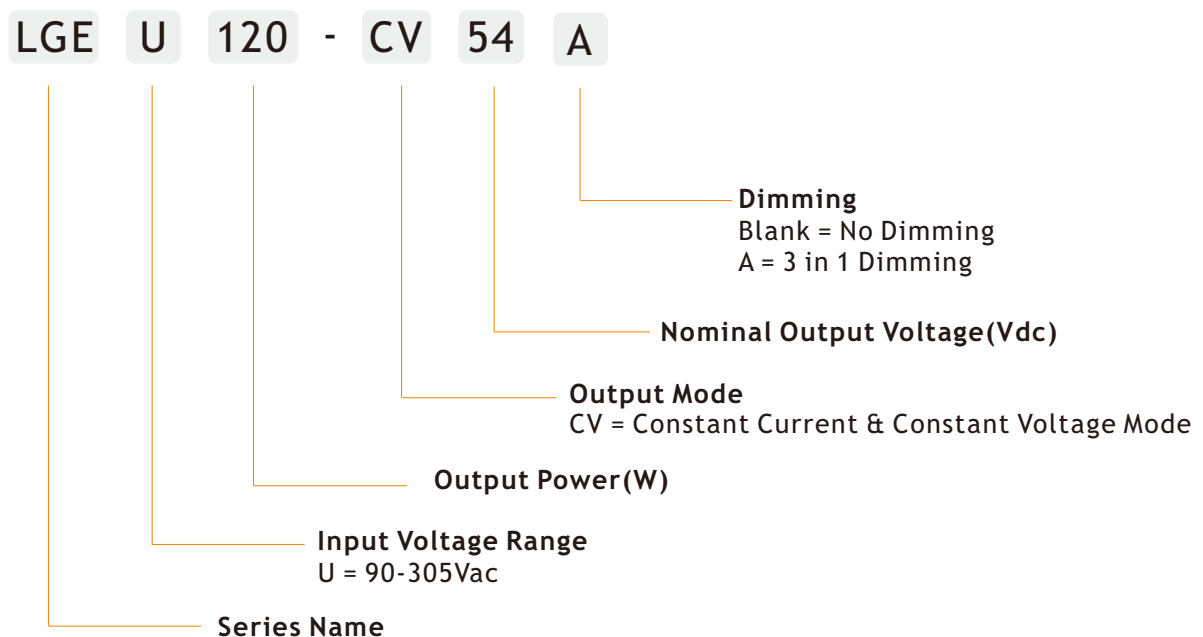 LGE U 120 - CV 54 A
Dimming
Blank = No Dimming
A = 3 in 1 Dimming
Nominal Output Voltage(Vdc)
Output Mode
CV = Constant Current & Constant Voltage Mode
Output Power(W)
Input Voltage Range
U = 90-305Vac
Series Name